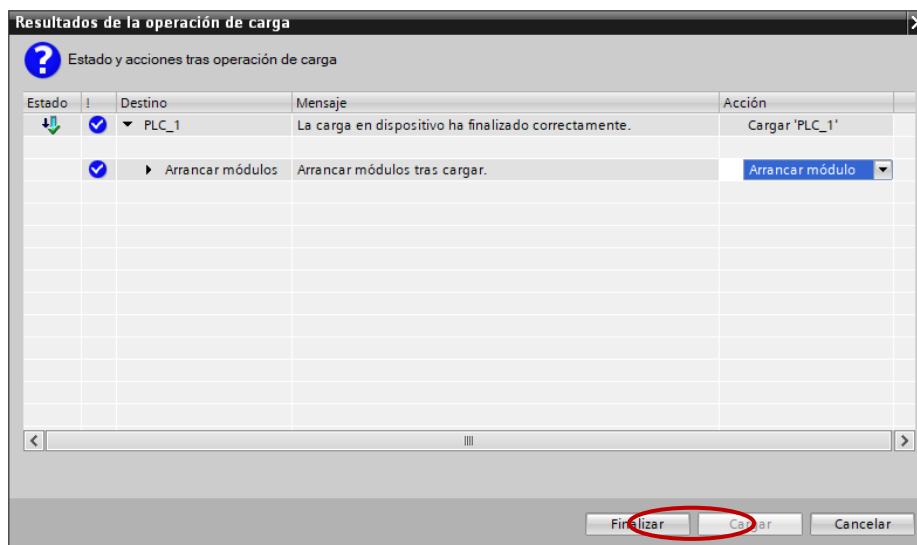 Resultados de la operación de carga
Estado y acciones tras operación de carga
Estado ! Destino Mensaje Acción
PLC_1 La carga en dispositivo ha finalizado correctamente. Cargar 'PLC_1'
Arrancar módulos Arrancar módulos tras cargar. Arrancar módulo
Finalizar Cargar Cancelar